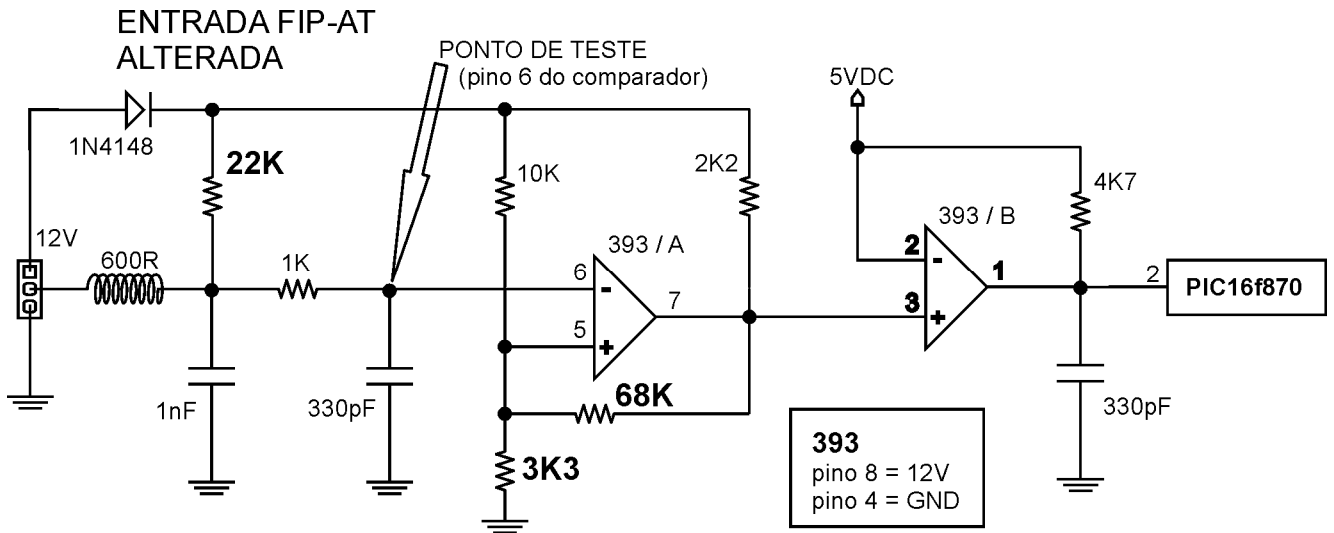 ENTRADA FIP-AT
ALTERADA
PONTO DE TESTE
(pino 6 do comparador)
5VDC
1N4148
22K
10K
2K2
4K7
12V
600R
1K
393 / A
393 / B
6
-
7
5
+
2
-
1
3
+
2
PIC16f870
1nF
330pF
68K
3K3
330pF
393
pino 8 = 12V
pino 4 = GND